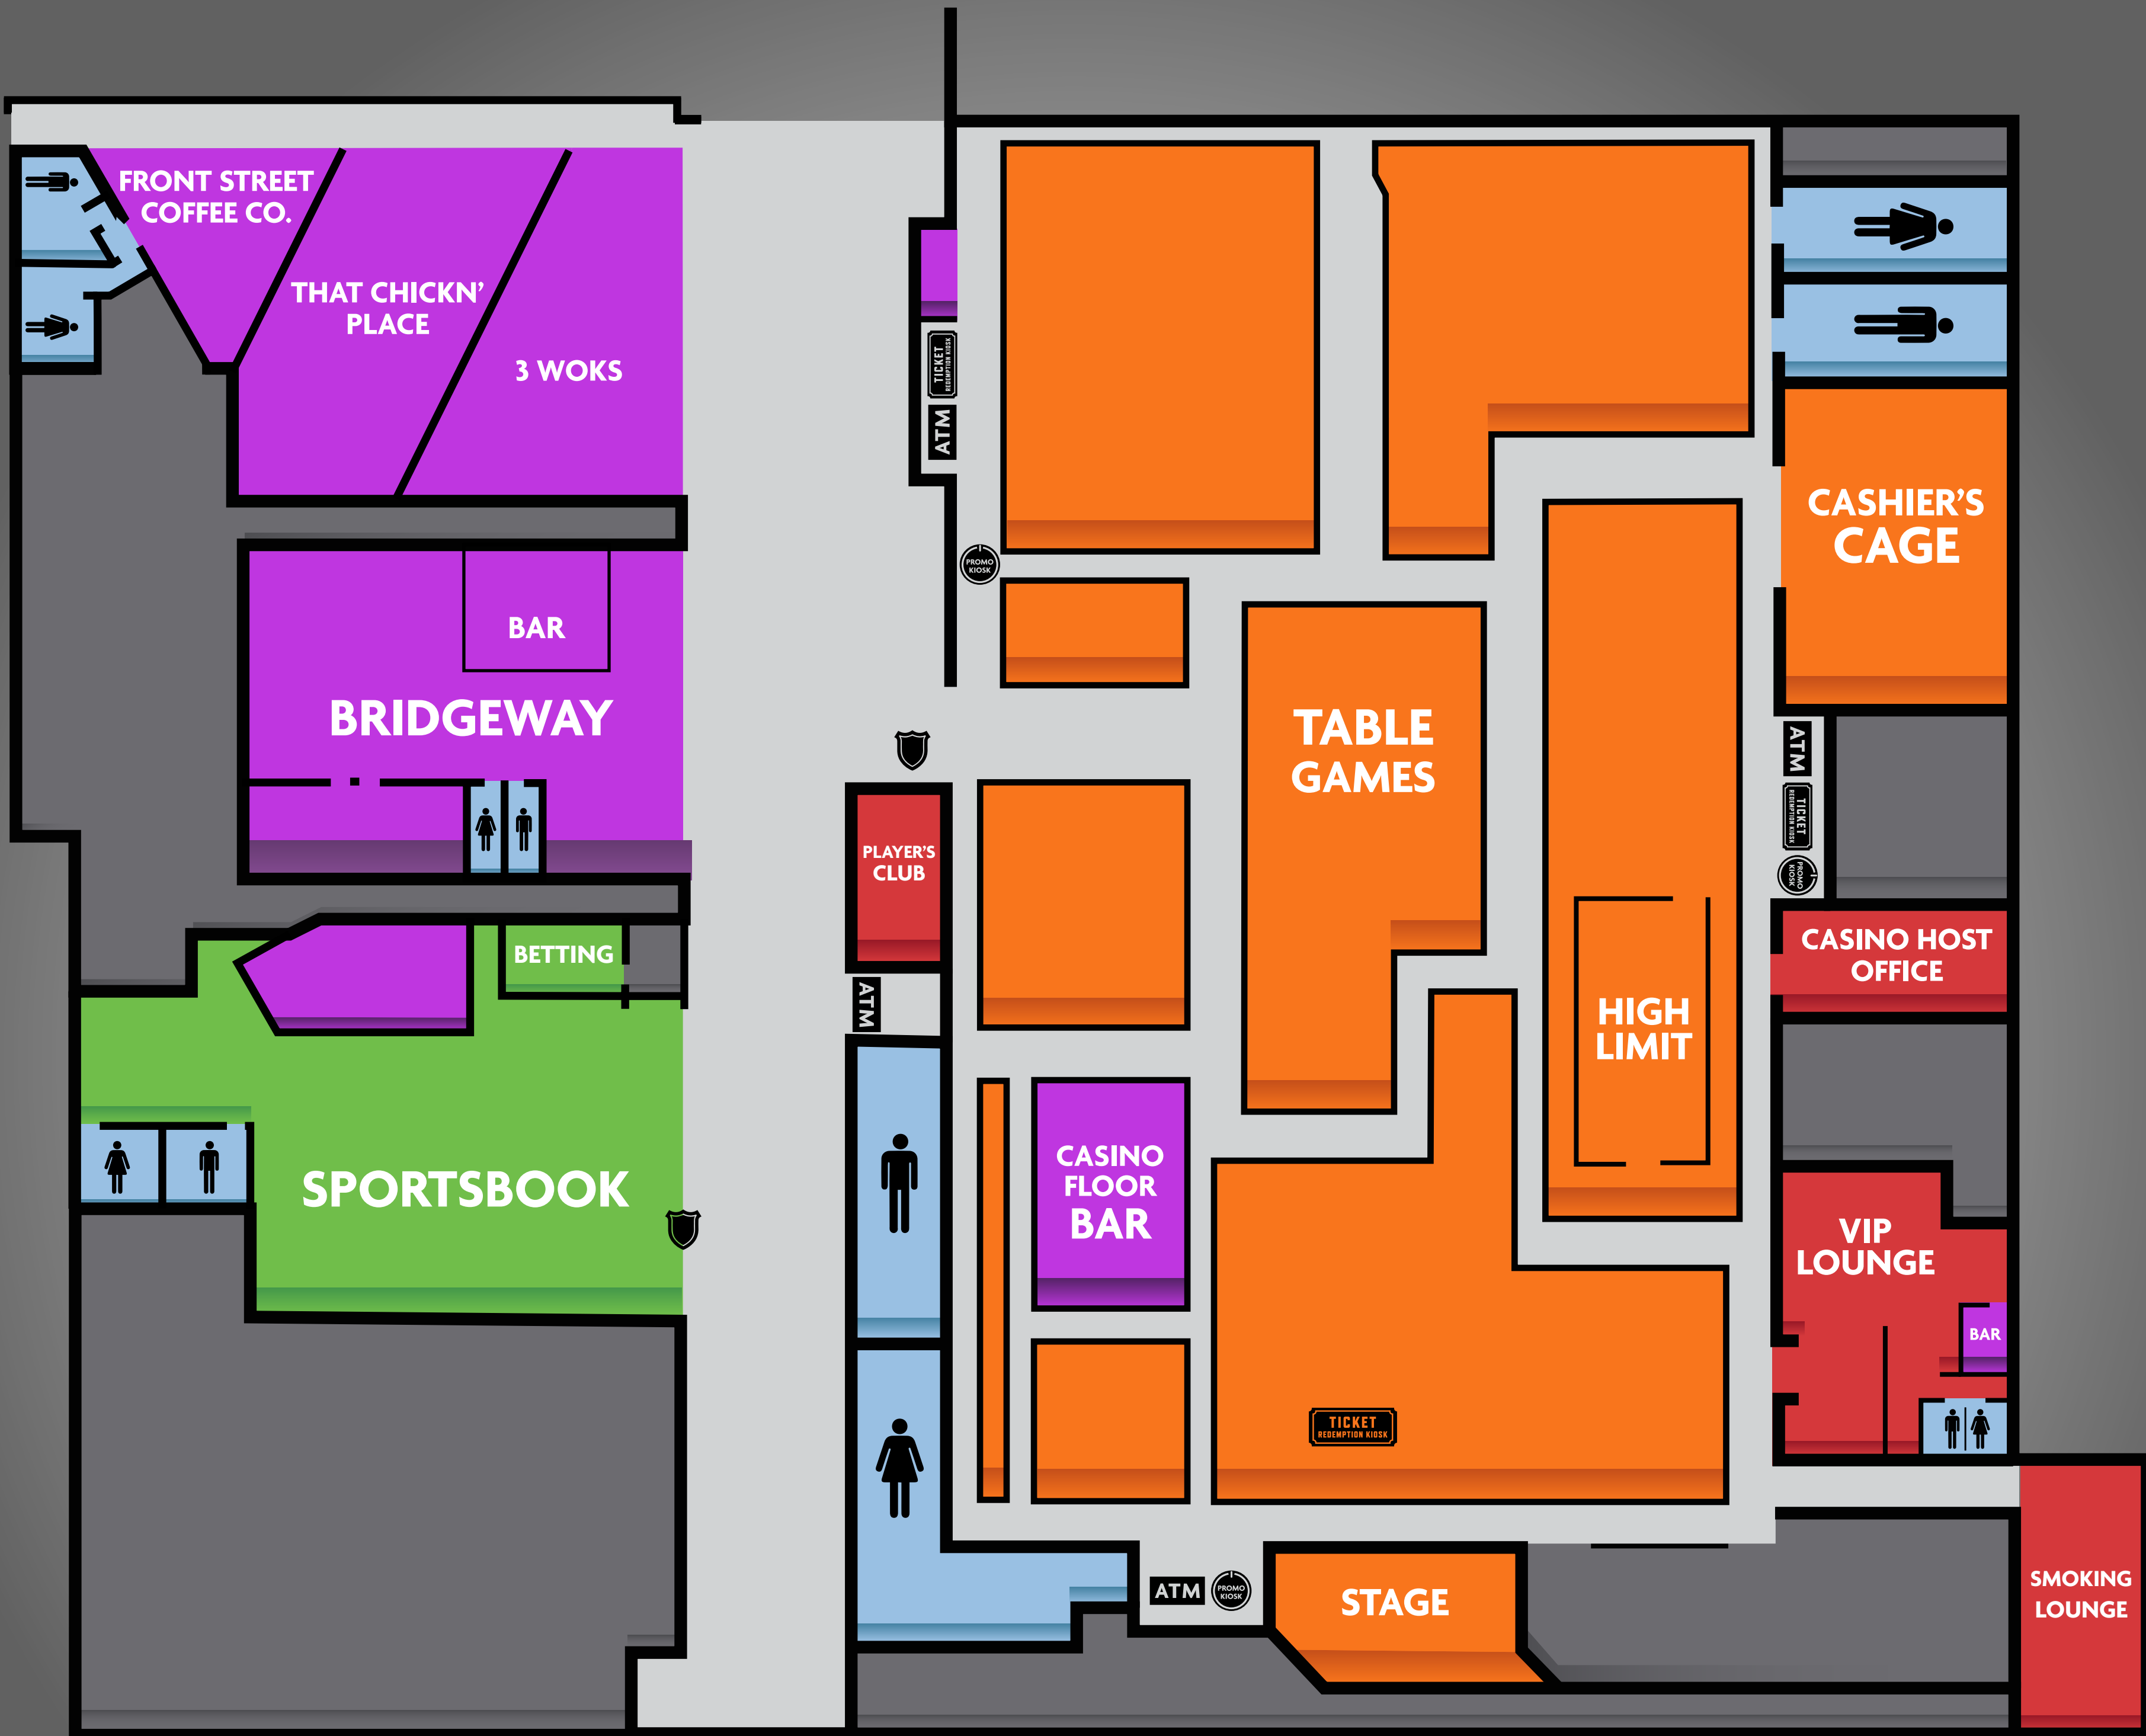 FRONT STREET
COFFEE CO.
THAT CHICKN'
PLACE
3 WOKS
TICKET
REDEMPTION KIOSK
ATM
PROMO
KIOSK
CASHIER'S
CAGE
BAR
BRIDGEWAY
TABLE
GAMES
ATM
TICKET
REDEMPTION KIOSK
PROMO
KIOSK
PLAYER'S
CLUB
BETTING
CASINO HOST
OFFICE
ATM
HIGH
LIMIT
SPORTSBOOK
CASINO
FLOOR
BAR
VIP
LOUNGE
BAR
TICKET
REDEMPTION KIOSK
ATM
PROMO
KIOSK
STAGE
SMOKING
LOUNGE